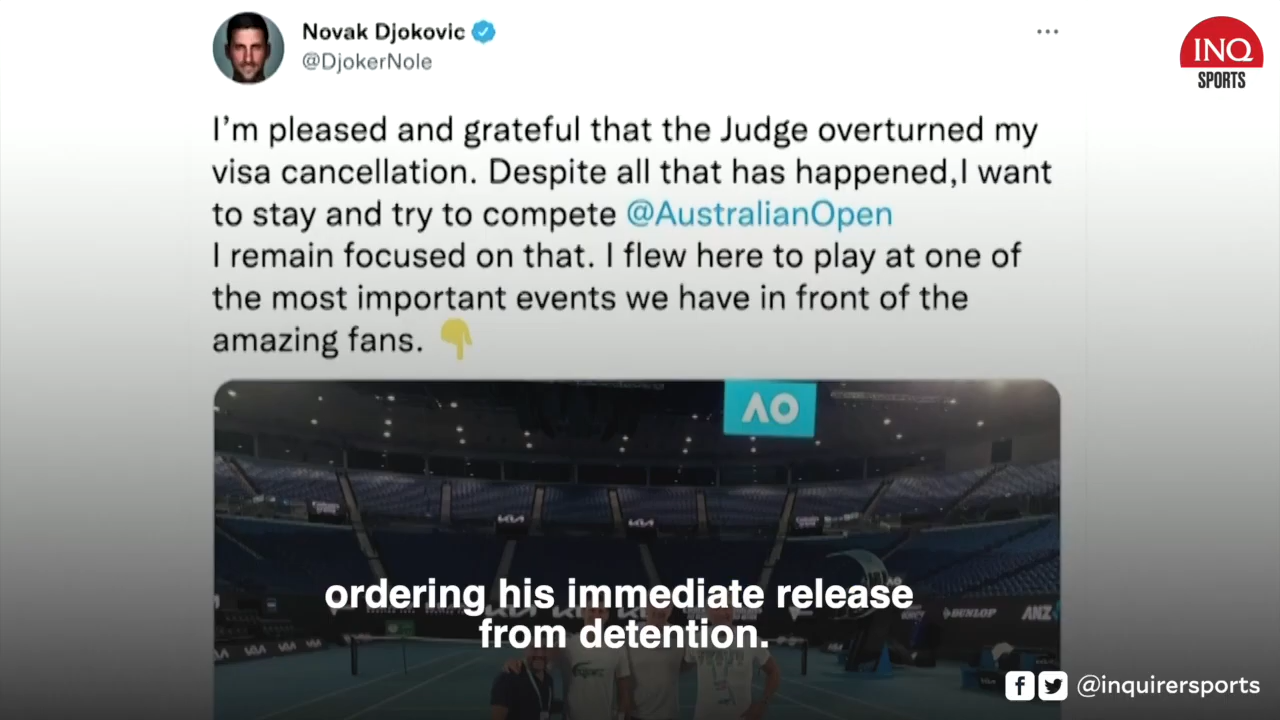 Novak Djokovic
@DjokerNole
INQ
SPORTS
I'm pleased and grateful that the Judge overturned my
visa cancellation. Despite all that has happened,I want
to stay and try to compete @AustralianOpen
I remain focused on that. I flew here to play at one of
the most important events we have in front of the
amazing fans.
AO
ordering his immediate release
from detention.
DUNLOP
ANZ
@inquirersports